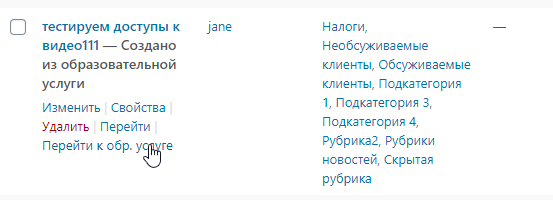 тестируем доступы к
видео111 — Создано
из образовательной
услуги
Изменить | Свойства |
Удалить | Перейти |
Перейти к обр. услуге
jane
Налоги,
Необсуживаемые
клиенты, Обсуживаемые
клиенты, Подкатегория
1, Подкатегория 3,
Подкатегория 4,
Рубрика2, Рубрики
новостей, Скрытая
рубрика
—